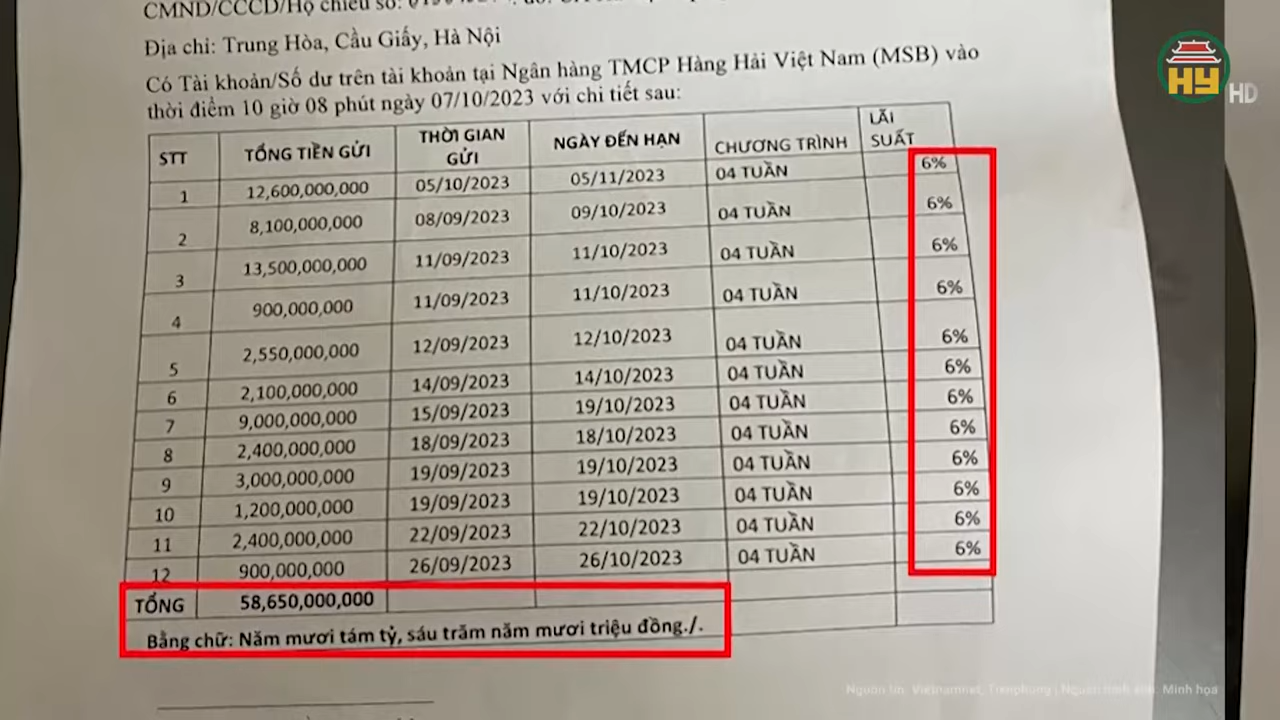 CMND/CCCD/Hộ chiếu số:
Địa chỉ: Trung Hòa, Cầu Giấy, Hà Nội
Có Tài khoản/Số dư trên tài khoản tại Ngân hàng TMCP Hàng Hải Việt Nam (MSB) vào
thời điểm 10 giờ 08 phút ngày 07/10/2023 với chi tiết sau:
STT TỔNG TIỀN GỬI THỜI GIAN GỬI NGÀY ĐẾN HẠN CHƯƠNG TRÌNH LÃI SUẤT
1 12,600,000,000 05/10/2023 05/11/2023 04 TUẦN 6%
2 8,100,000,000 08/09/2023 09/10/2023 04 TUẦN 6%
3 13,500,000,000 11/09/2023 11/10/2023 04 TUẦN 6%
4 900,000,000 11/09/2023 11/10/2023 04 TUẦN 6%
5 2,550,000,000 12/09/2023 12/10/2023 04 TUẦN 6%
6 2,100,000,000 14/09/2023 14/10/2023 04 TUẦN 6%
7 9,000,000,000 15/09/2023 19/10/2023 04 TUẦN 6%
8 2,400,000,000 18/09/2023 18/10/2023 04 TUẦN 6%
9 3,000,000,000 19/09/2023 19/10/2023 04 TUẦN 6%
10 1,200,000,000 19/09/2023 19/10/2023 04 TUẦN 6%
11 2,400,000,000 22/09/2023 22/10/2023 04 TUẦN 6%
12 900,000,000 26/09/2023 26/10/2023 04 TUẦN 6%
TỔNG 58,650,000,000
Bằng chữ: Năm mươi tám tỷ, sáu trăm năm mươi triệu đồng./.
HY HD
Nguồn tin: Vietnamnet, Tienphong | Nguồn hình ảnh: Minh họa